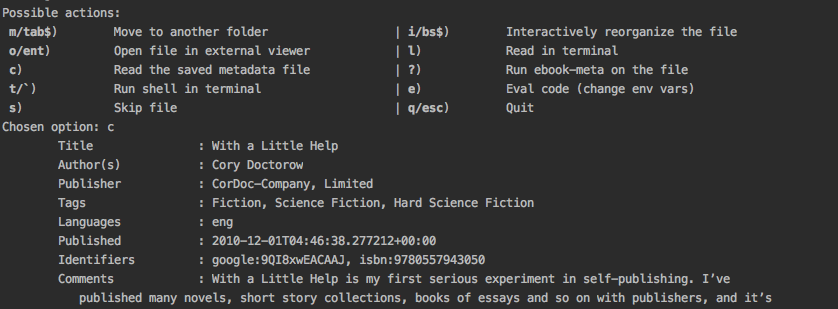 Possible actions:
m/tab$) Move to another folder | i/bs$) Interactively reorganize the file
o/ent) Open file in external viewer | l) Read in terminal
c) Read the saved metadata file | ?) Run ebook-meta on the file
t/`) Run shell in terminal | e) Eval code (change env vars)
s) Skip file | q/esc) Quit
Chosen option: c
Title : With a Little Help
Author(s) : Cory Doctorow
Publisher : CorDoc-Company, Limited
Tags : Fiction, Science Fiction, Hard Science Fiction
Languages : eng
Published : 2010-12-01T04:46:38.277212+00:00
Identifiers : google:9QI8xwEACAAJ, isbn:9780557943050
Comments : With a Little Help is my first serious experiment in self-publishing. I’ve
published many novels, short story collections, books of essays and so on with publishers, and it’s